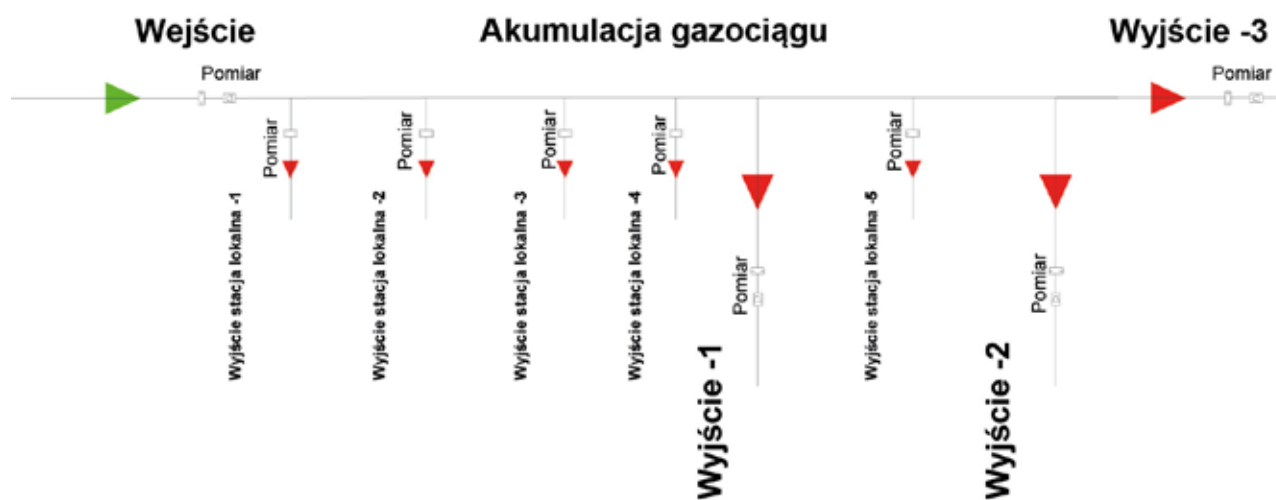 Wejście
Akumulacja gazociągu
Wyjście -3
Pomiar
Pomiar
Pomiar
Pomiar
Pomiar
Pomiar
Pomiar
Wyjście stacja lokalna -1
Wyjście stacja lokalna -2
Wyjście stacja lokalna -3
Wyjście stacja lokalna -4
Wyjście stacja lokalna -5
Pomiar
Pomiar
Wyjście -1
Wyjście -2